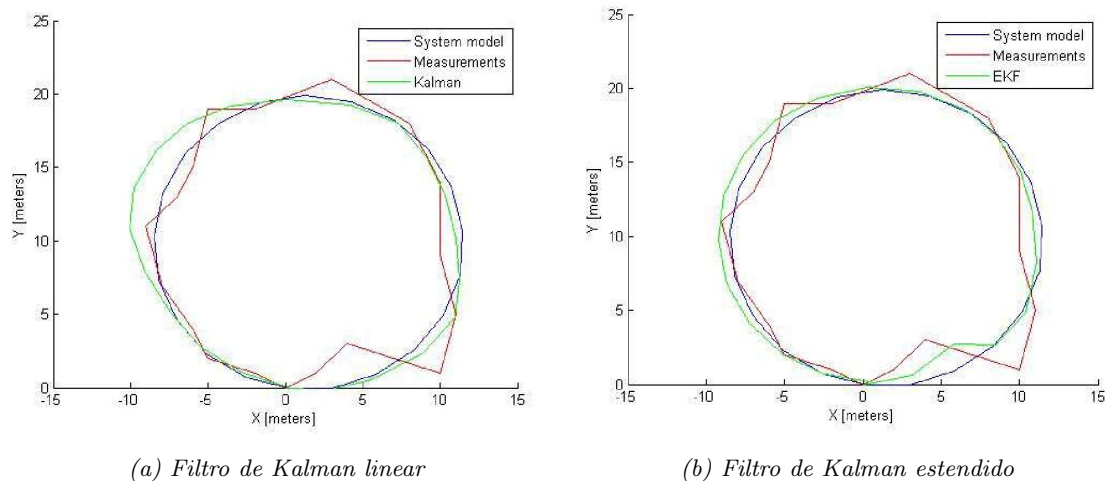 25
20
15
10
5
0
Y [meters]
-15 -10 -5 0 5 10 15
X [meters]
System model
Measurements
Kalman
(a) Filtro de Kalman linear
25
20
15
10
5
0
Y [meters]
-15 -10 -5 0 5 10 15
X [meters]
System model
Measurements
EKF
(b) Filtro de Kalman estendido